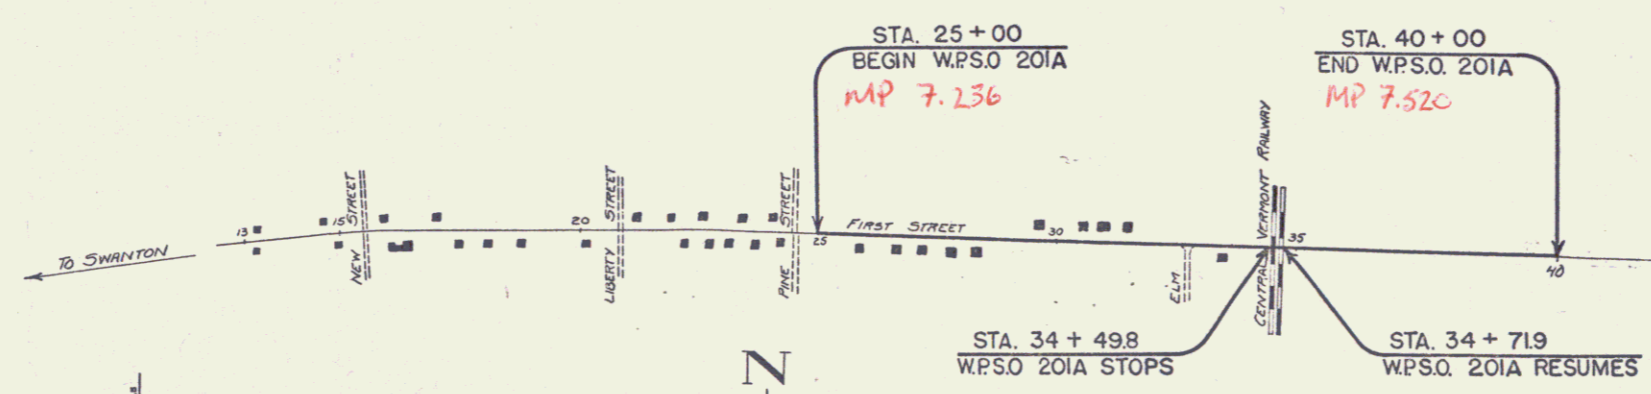 STA. 25 + 00
BEGIN W.P.S.O 201A
MP 7.236
STA. 40 + 00
END W.P.S.O. 201A
MP 7.520
TO SWANTON
13
15
NEW STREET
20
LIBERTY STREET
PINE STREET
25
FIRST STREET
30
ELM
CENTRAL VERMONT RAILWAY
35
40
STA. 34 + 49.8
W.P.S.O 201A STOPS
STA. 34 + 71.9
W.P.S.O. 201A RESUMES
N